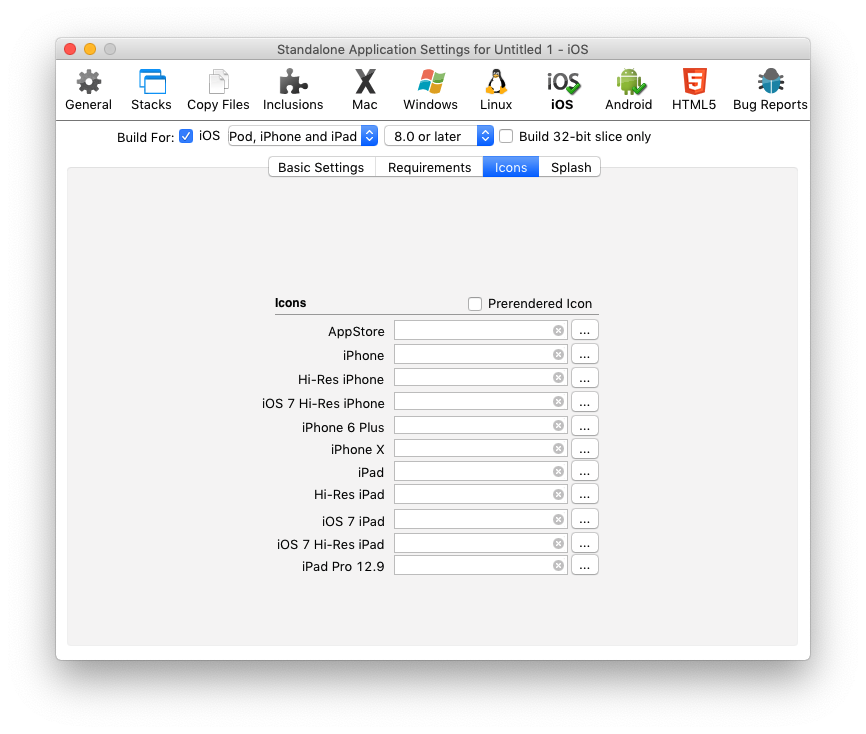 Standalone Application Settings for Untitled 1 - iOS
iOS
General Stacks Copy Files Inclusions Mac Windows Linux iOS Android HTML5 Bug Reports
Build For: iOS Pod, iPhone and iPad 8.0 or later Build 32-bit slice only
Basic Settings Requirements Icons Splash
Icons Prerendered Icon
AppStore ...
iPhone ...
Hi-Res iPhone ...
iOS 7 Hi-Res iPhone ...
iPhone 6 Plus ...
iPhone X ...
iPad ...
Hi-Res iPad ...
iOS 7 iPad ...
iOS 7 Hi-Res iPad ...
iPad Pro 12.9 ...